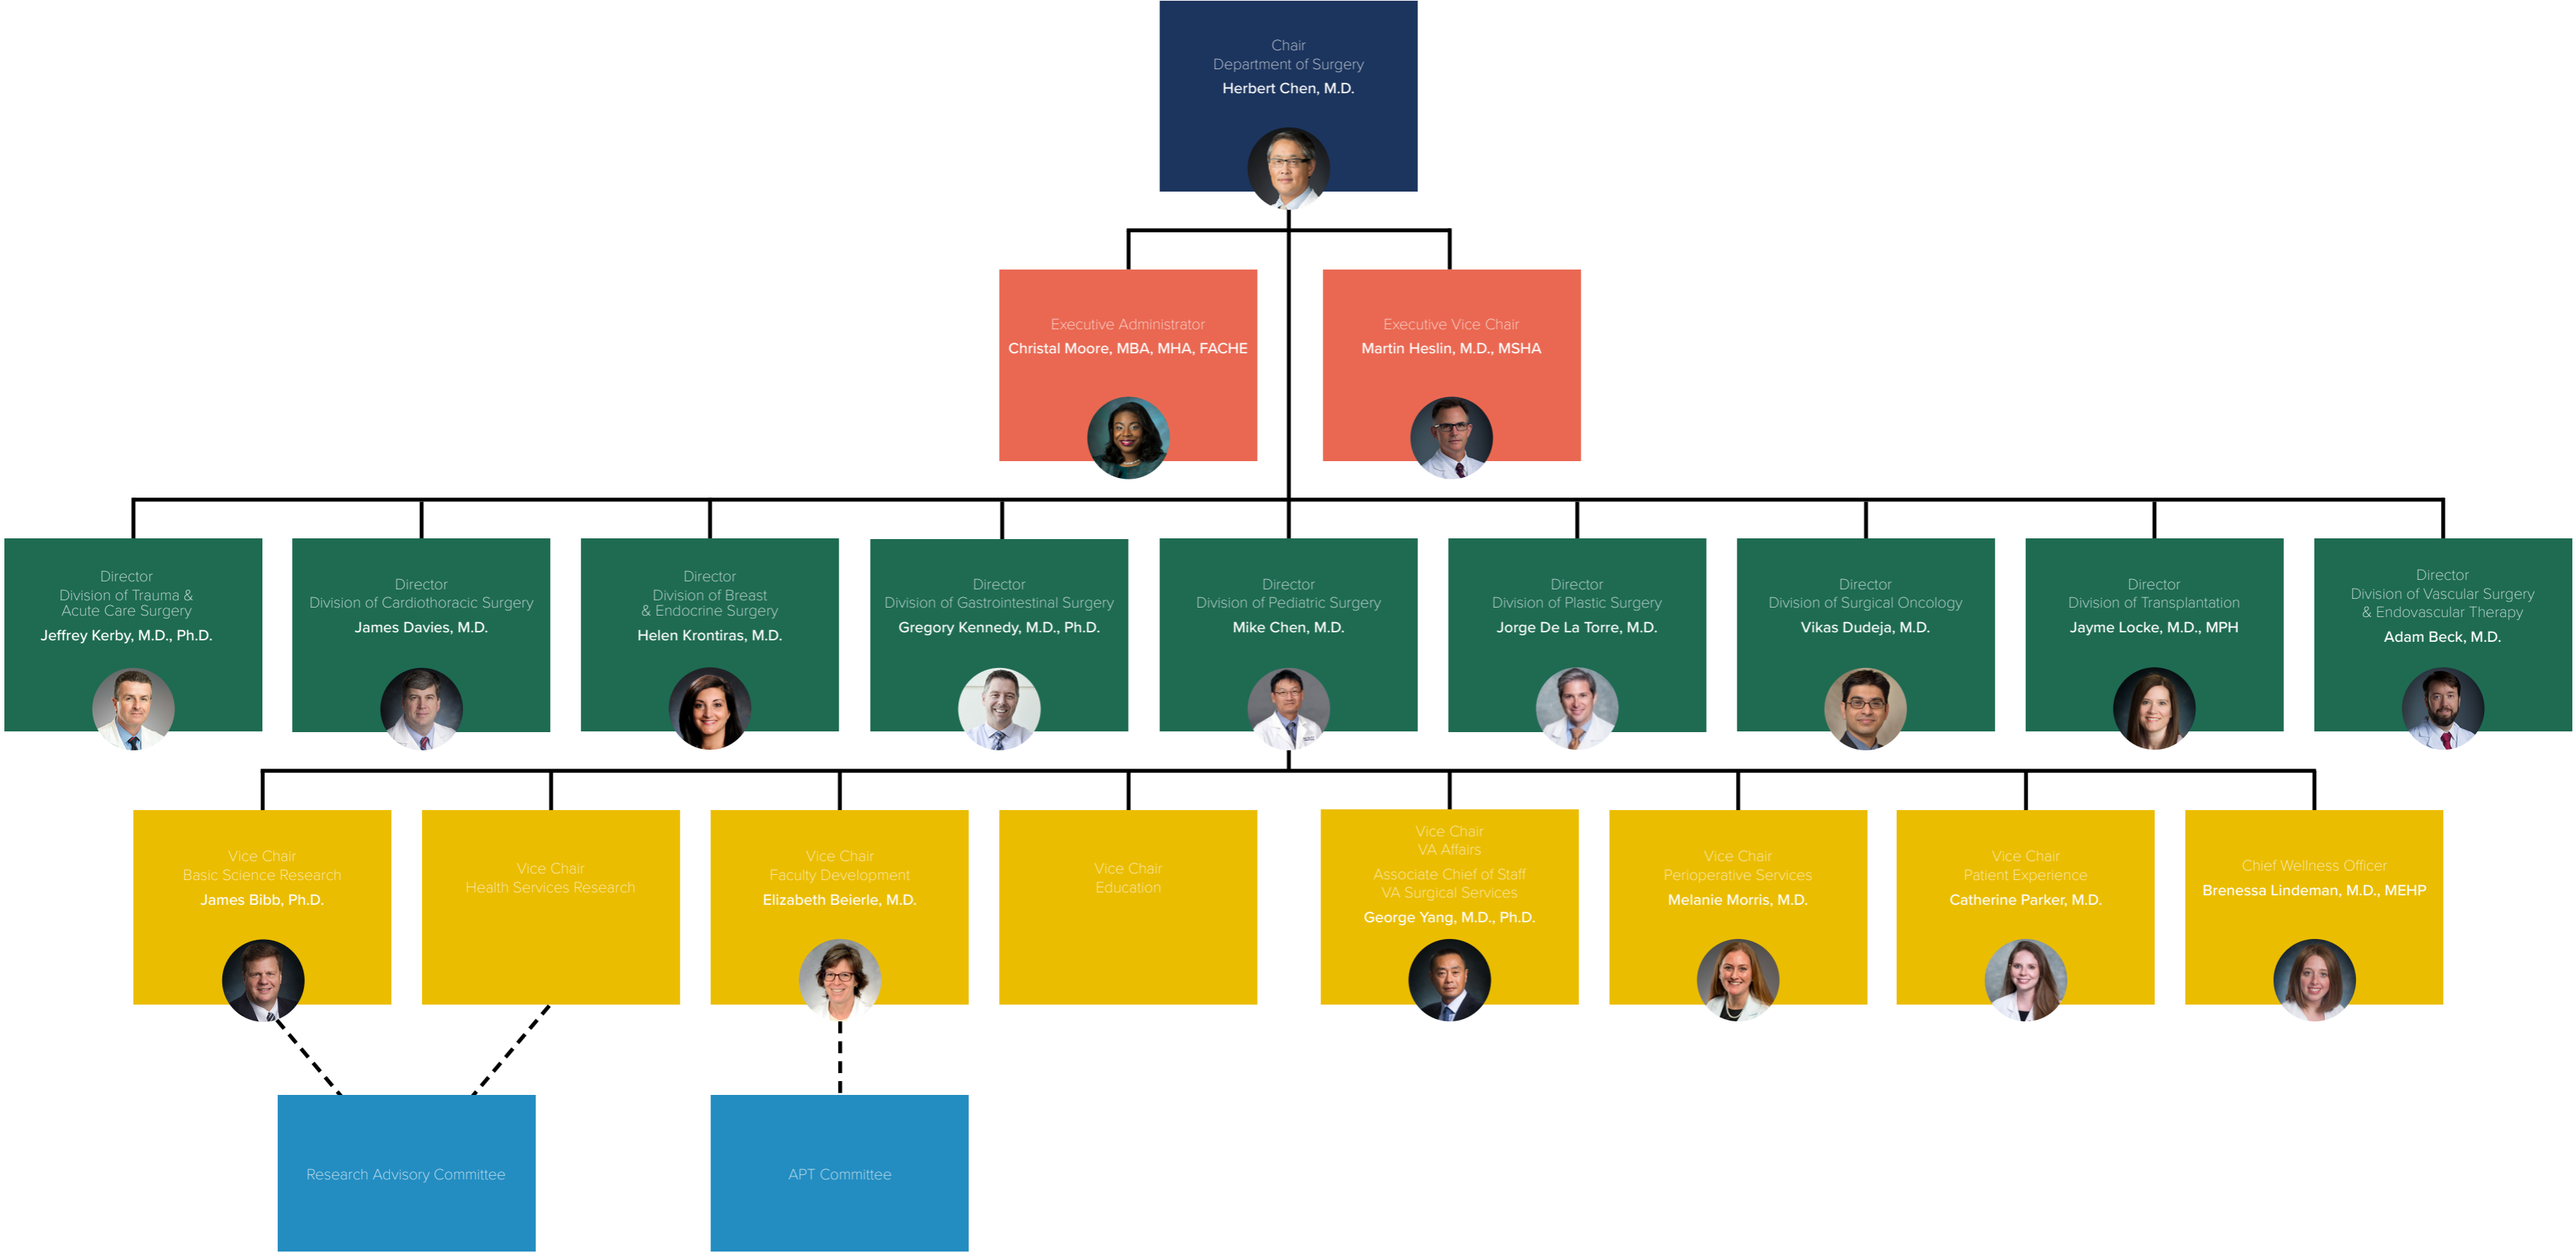 Chair
Department of Surgery
Herbert Chen, M.D.
Executive Administrator
Christal Moore, MBA, MHA, FACHE
Executive Vice Chair
Martin Heslin, M.D., MSHA
Director
Division of Trauma &
Acute Care Surgery
Jeffrey Kerby, M.D., Ph.D.
Director
Division of Cardiothoracic Surgery
James Davies, M.D.
Director
Division of Breast
& Endocrine Surgery
Helen Krontiras, M.D.
Director
Division of Gastrointestinal Surgery
Gregory Kennedy, M.D., Ph.D.
Director
Division of Pediatric Surgery
Mike Chen, M.D.
Director
Division of Plastic Surgery
Jorge De La Torre, M.D.
Director
Division of Surgical Oncology
Vikas Dudeja, M.D.
Director
Division of Transplantation
Jayme Locke, M.D., MPH
Director
Division of Vascular Surgery
& Endovascular Therapy
Adam Beck, M.D.
Vice Chair
Basic Science Research
James Bibb, Ph.D.
Vice Chair
Health Services Research
Vice Chair
Faculty Development
Elizabeth Beierle, M.D.
Vice Chair
Education
Vice Chair
VA Affairs
Associate Chief of Staff
VA Surgical Services
George Yang, M.D., Ph.D.
Vice Chair
Perioperative Services
Melanie Morris, M.D.
Vice Chair
Patient Experience
Catherine Parker, M.D.
Chief Wellness Officer
Brenessa Lindeman, M.D., MEHP
Research Advisory Committee
APT Committee